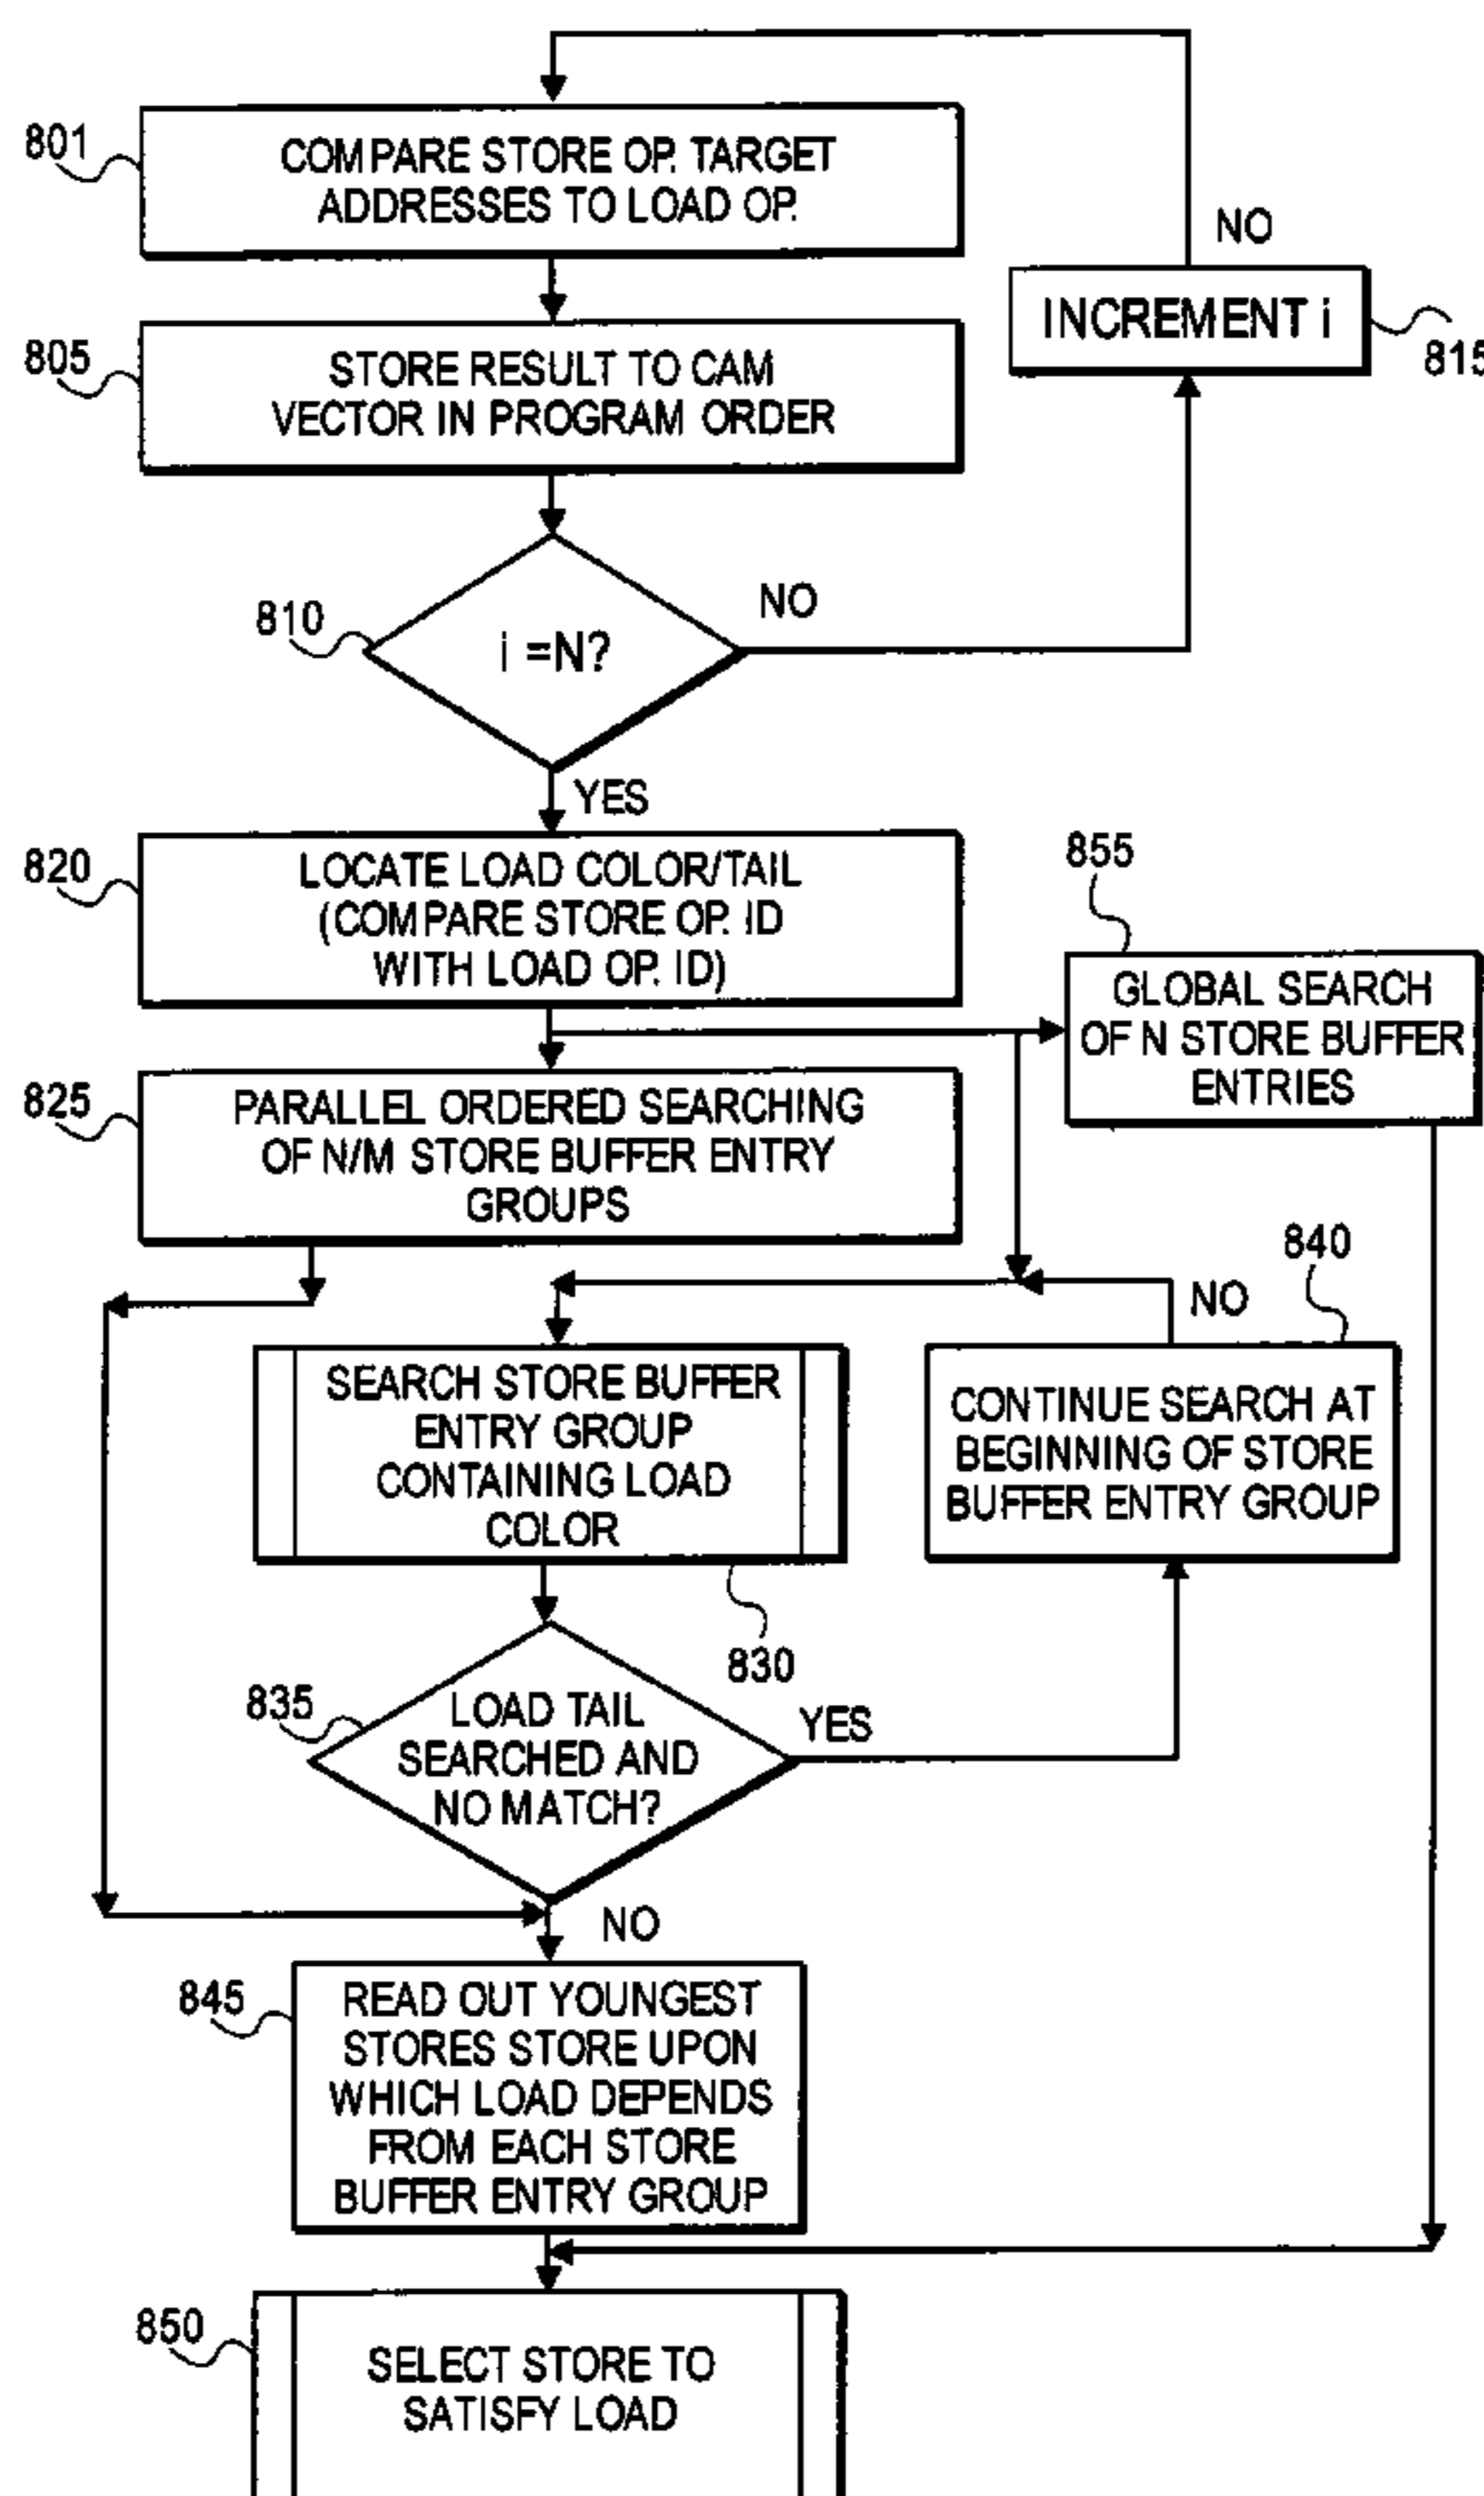 801
COMPARE STORE OP. TARGET
ADDRESSES TO LOAD OP.
NO
INCREMENT i
815
805
STORE RESULT TO CAM
VECTOR IN PROGRAM ORDER
810
i =N?
NO
YES
820
LOCATE LOAD COLOR/TAIL
(COMPARE STORE OP. ID
WITH LOAD OP. ID)
855
GLOBAL SEARCH
OF N STORE BUFFER
ENTRIES
825
PARALLEL ORDERED SEARCHING
OF N/M STORE BUFFER ENTRY
GROUPS
840
NO
SEARCH STORE BUFFER
ENTRY GROUP
CONTAINING LOAD
COLOR
CONTINUE SEARCH AT
BEGINNING OF STORE
BUFFER ENTRY GROUP
830
835
LOAD TAIL
SEARCHED AND
NO MATCH?
YES
NO
845
READ OUT YOUNGEST
STORES STORE UPON
WHICH LOAD DEPENDS
FROM EACH STORE
BUFFER ENTRY GROUP
850
SELECT STORE TO
SATISFY LOAD